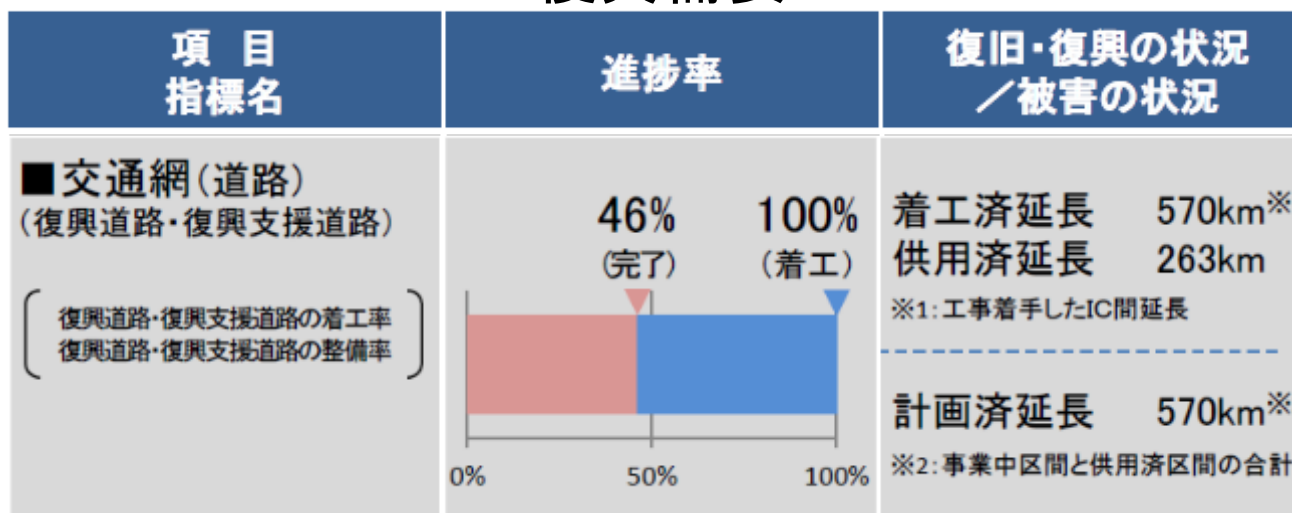 項 目
指標名
進捗率
復旧・復興の状況
／被害の状況
■交通網(道路)
(復興道路・復興支援道路)
復興道路・復興支援道路の着工率
復興道路・復興支援道路の整備率
46%
(完了)
100%
(着工)
0%
50%
100%
着工済延長 570km※
供用済延長 263km
※1:工事着手したIC間延長
計画済延長 570km※
※2:事業中区間と供用済区間の合計